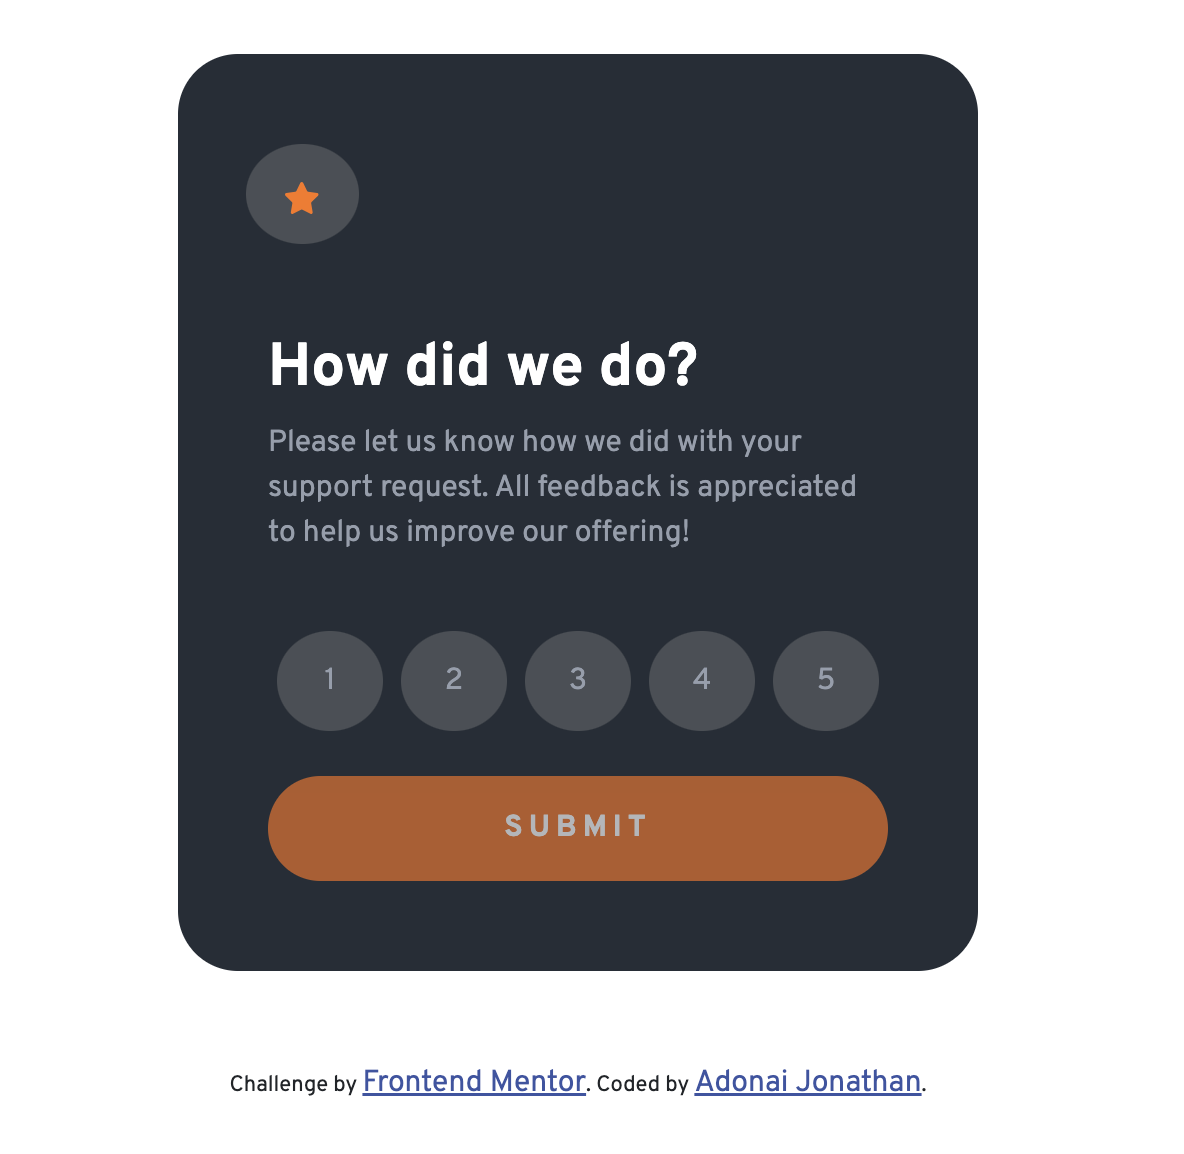 How did we do?
Please let us know how we did with your
support request. All feedback is appreciated
to help us improve our offering!
1 2 3 4 5
SUBMIT
Challenge by Frontend Mentor. Coded by Adonai Jonathan.